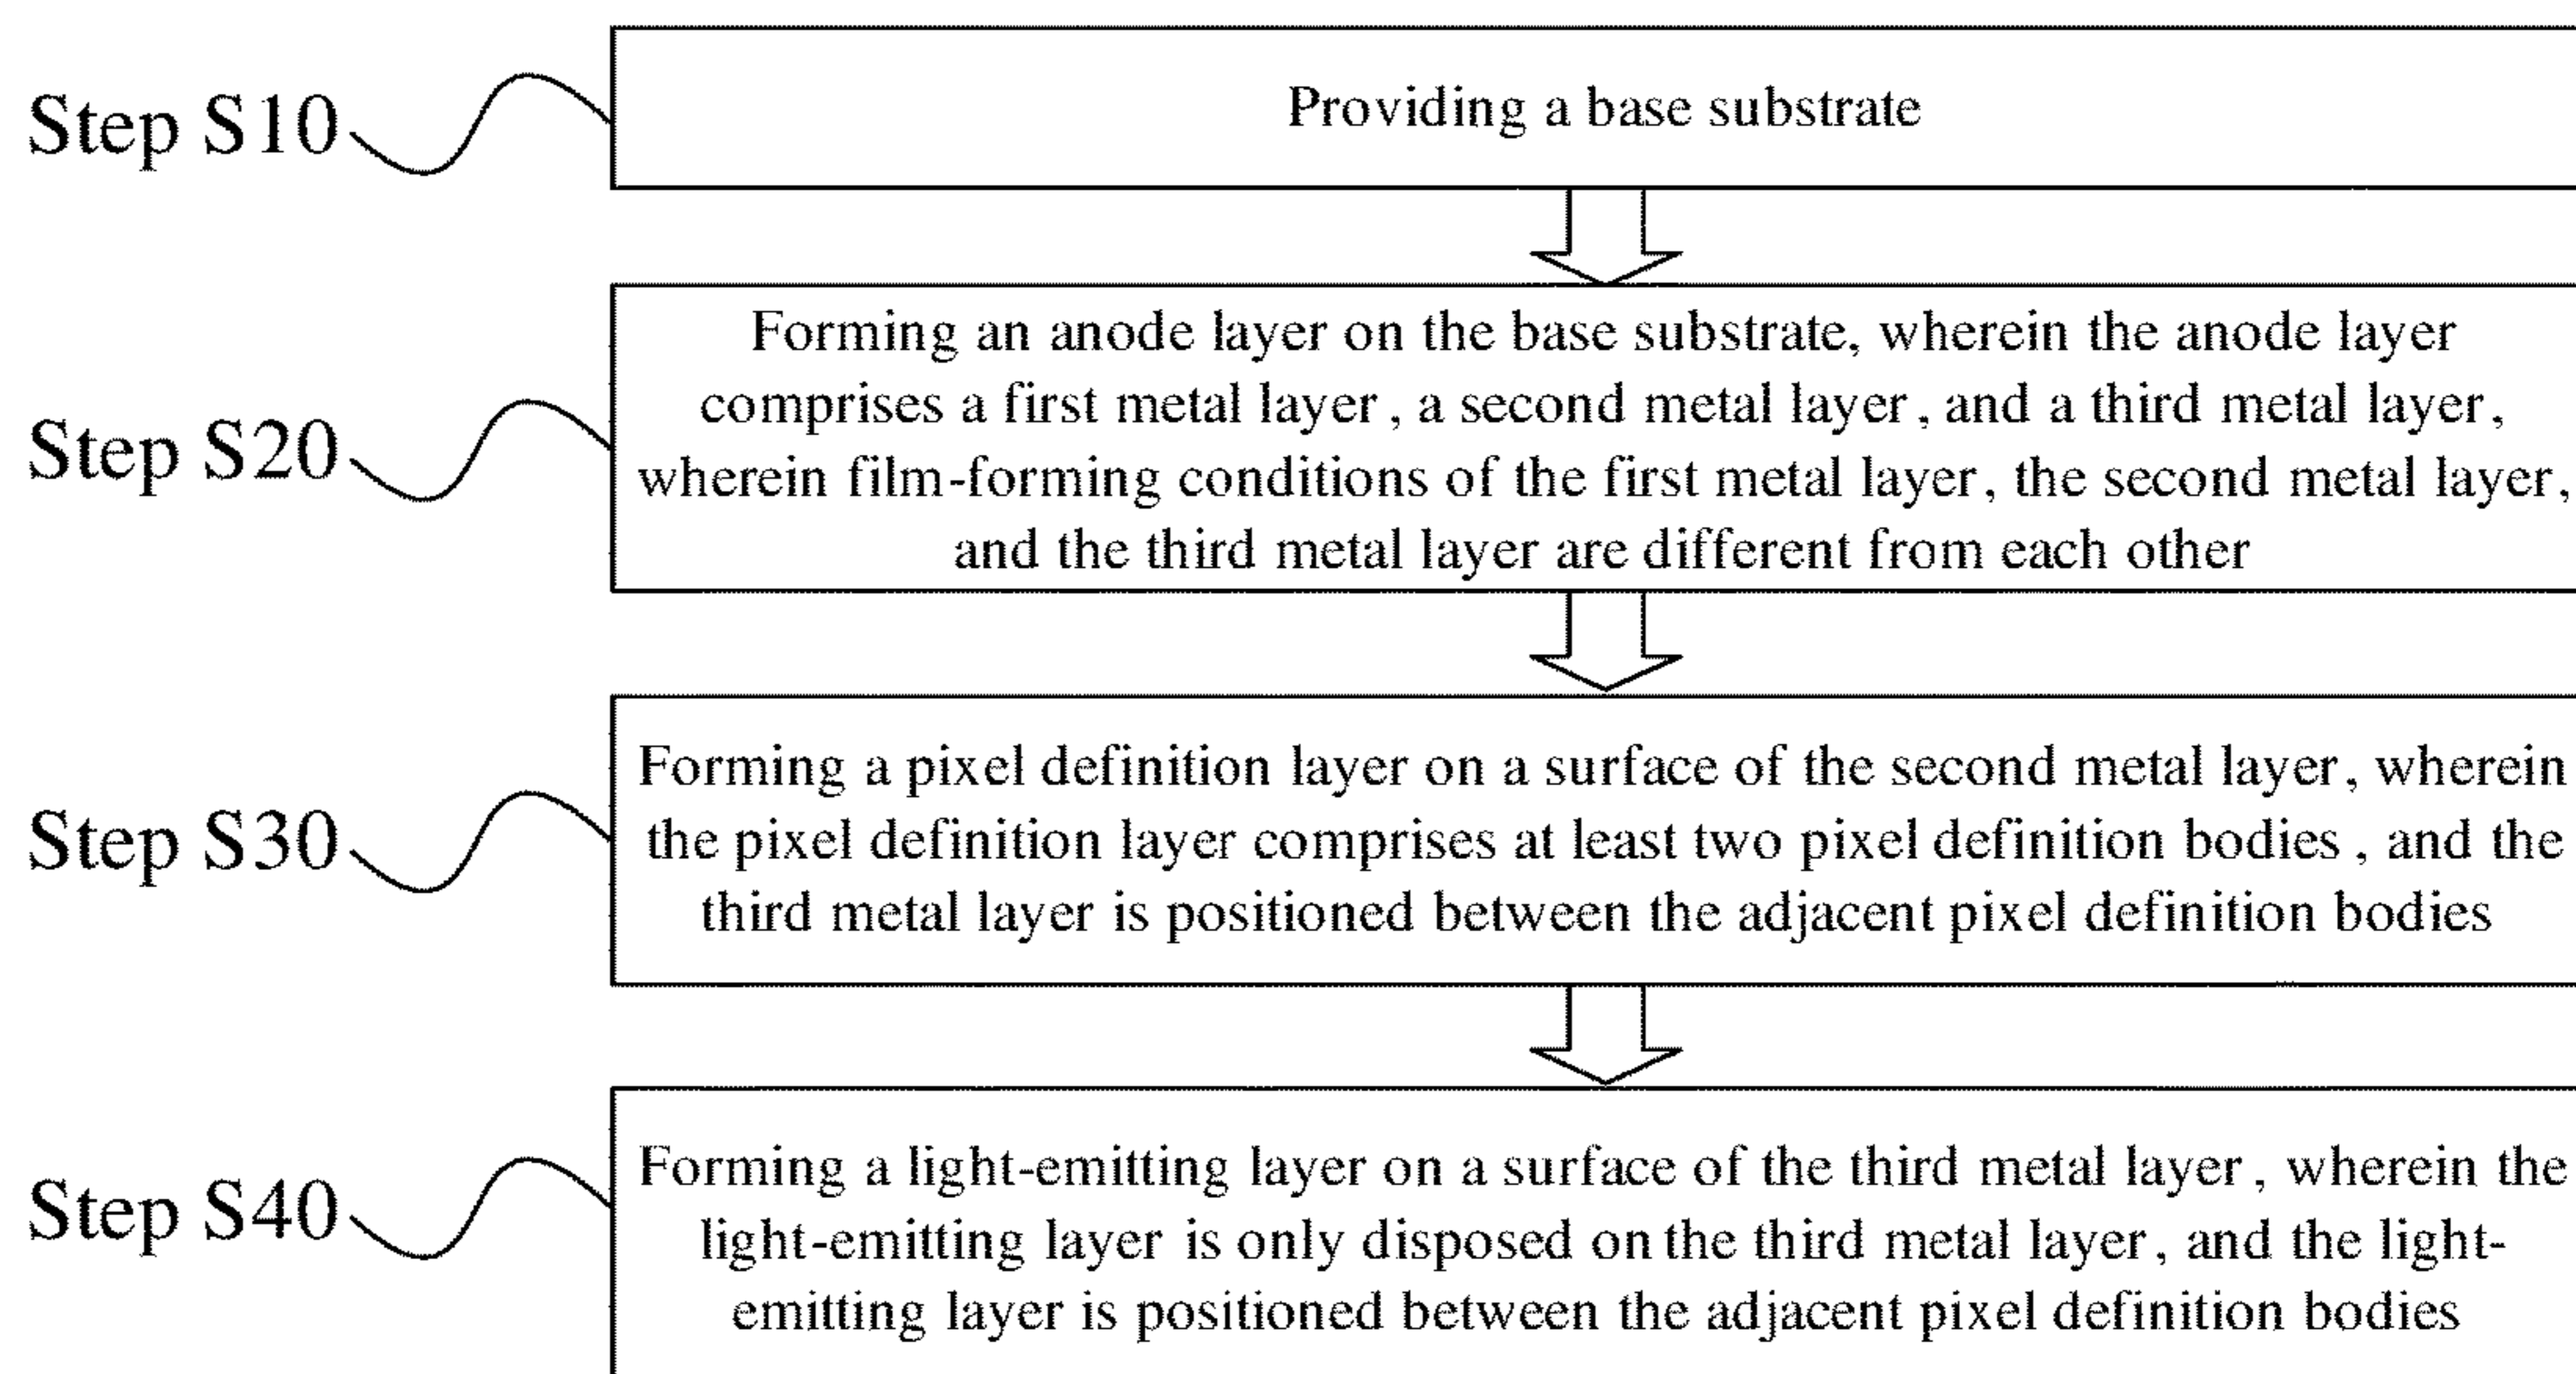 Step S10
Providing a base substrate
Step S20
Forming an anode layer on the base substrate, wherein the anode layer
comprises a first metal layer, a second metal layer, and a third metal layer,
wherein film-forming conditions of the first metal layer, the second metal layer,
and the third metal layer are different from each other
Step S30
Forming a pixel definition layer on a surface of the second metal layer, wherein
the pixel definition layer comprises at least two pixel definition bodies, and the
third metal layer is positioned between the adjacent pixel definition bodies
Step S40
Forming a light-emitting layer on a surface of the third metal layer, wherein the
light-emitting layer is only disposed on the third metal layer, and the light-
emitting layer is positioned between the adjacent pixel definition bodies